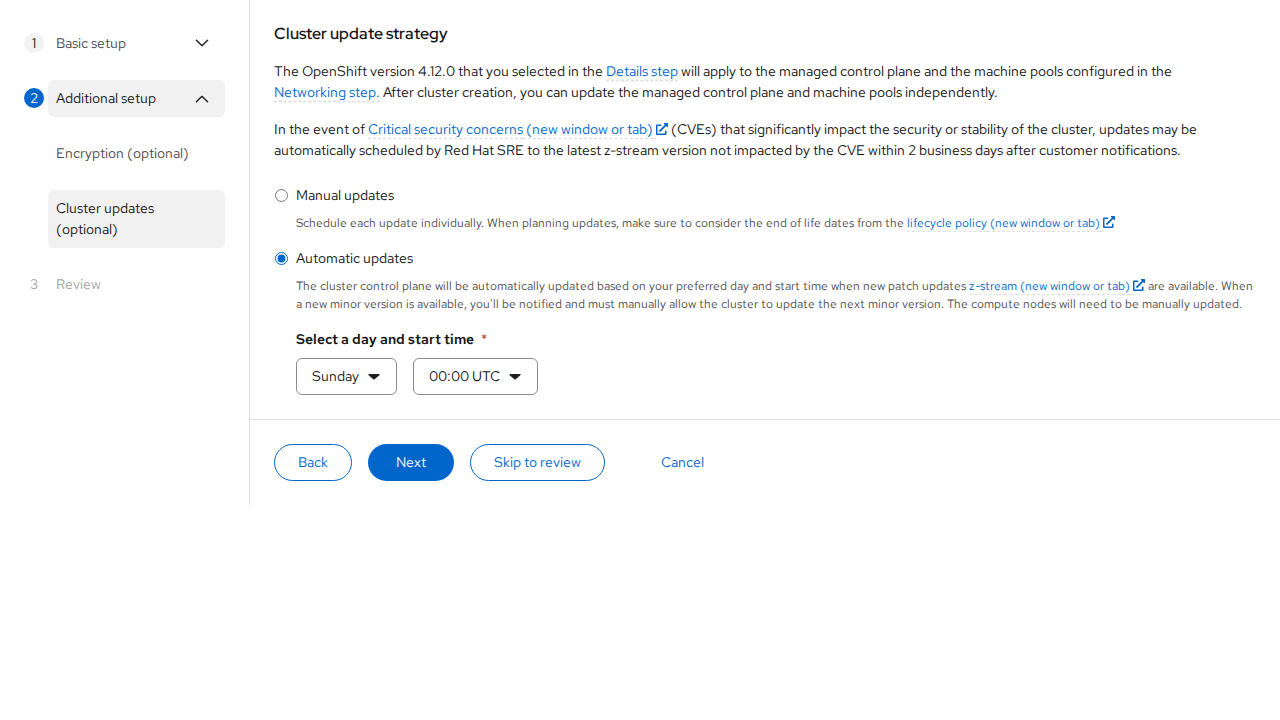 1 Basic setup
2 Additional setup
Encryption (optional)
Cluster updates
(optional)
3 Review
Cluster update strategy
The OpenShift version 4.12.0 that you selected in the Details step will apply to the managed control plane and the machine pools configured in the
Networking step. After cluster creation, you can update the managed control plane and machine pools independently.
In the event of Critical security concerns (new window or tab) (CVEs) that significantly impact the security or stability of the cluster, updates may be
automatically scheduled by Red Hat SRE to the latest z-stream version not impacted by the CVE within 2 business days after customer notifications.
Manual updates
Schedule each update individually. When planning updates, make sure to consider the end of life dates from the lifecycle policy (new window or tab)
Automatic updates
The cluster control plane will be automatically updated based on your preferred day and start time when new patch updates z-stream (new window or tab) are available. When
a new minor version is available, you'll be notified and must manually allow the cluster to update the next minor version. The compute nodes will need to be manually updated.
Select a day and start time *
Sunday 00:00 UTC
Back Next Skip to review Cancel